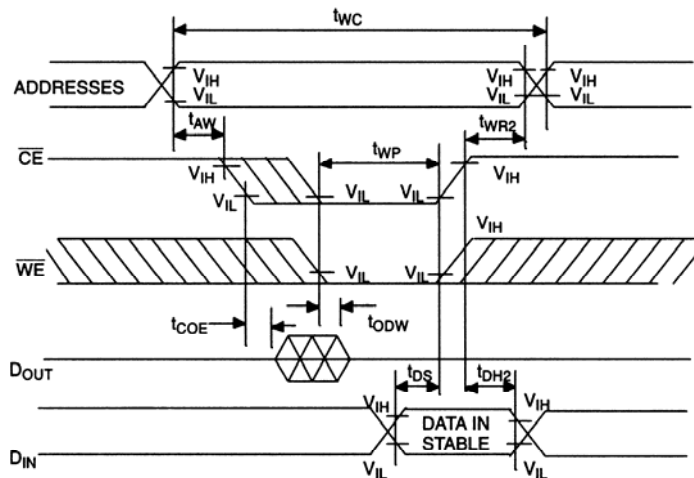 tWC
ADDRESSES
VIH
VIL
VIH
VIL
VIH
VIL
tAW
tWR2
CE
tWP
VIH
VIL
VIL
VIL
VIH
VIH
WE
VIL
VIL
tCOE
tODW
DOUT
tDS
tDH2
VIH
DATA IN
STABLE
VIH
DIN
VIL
VIL